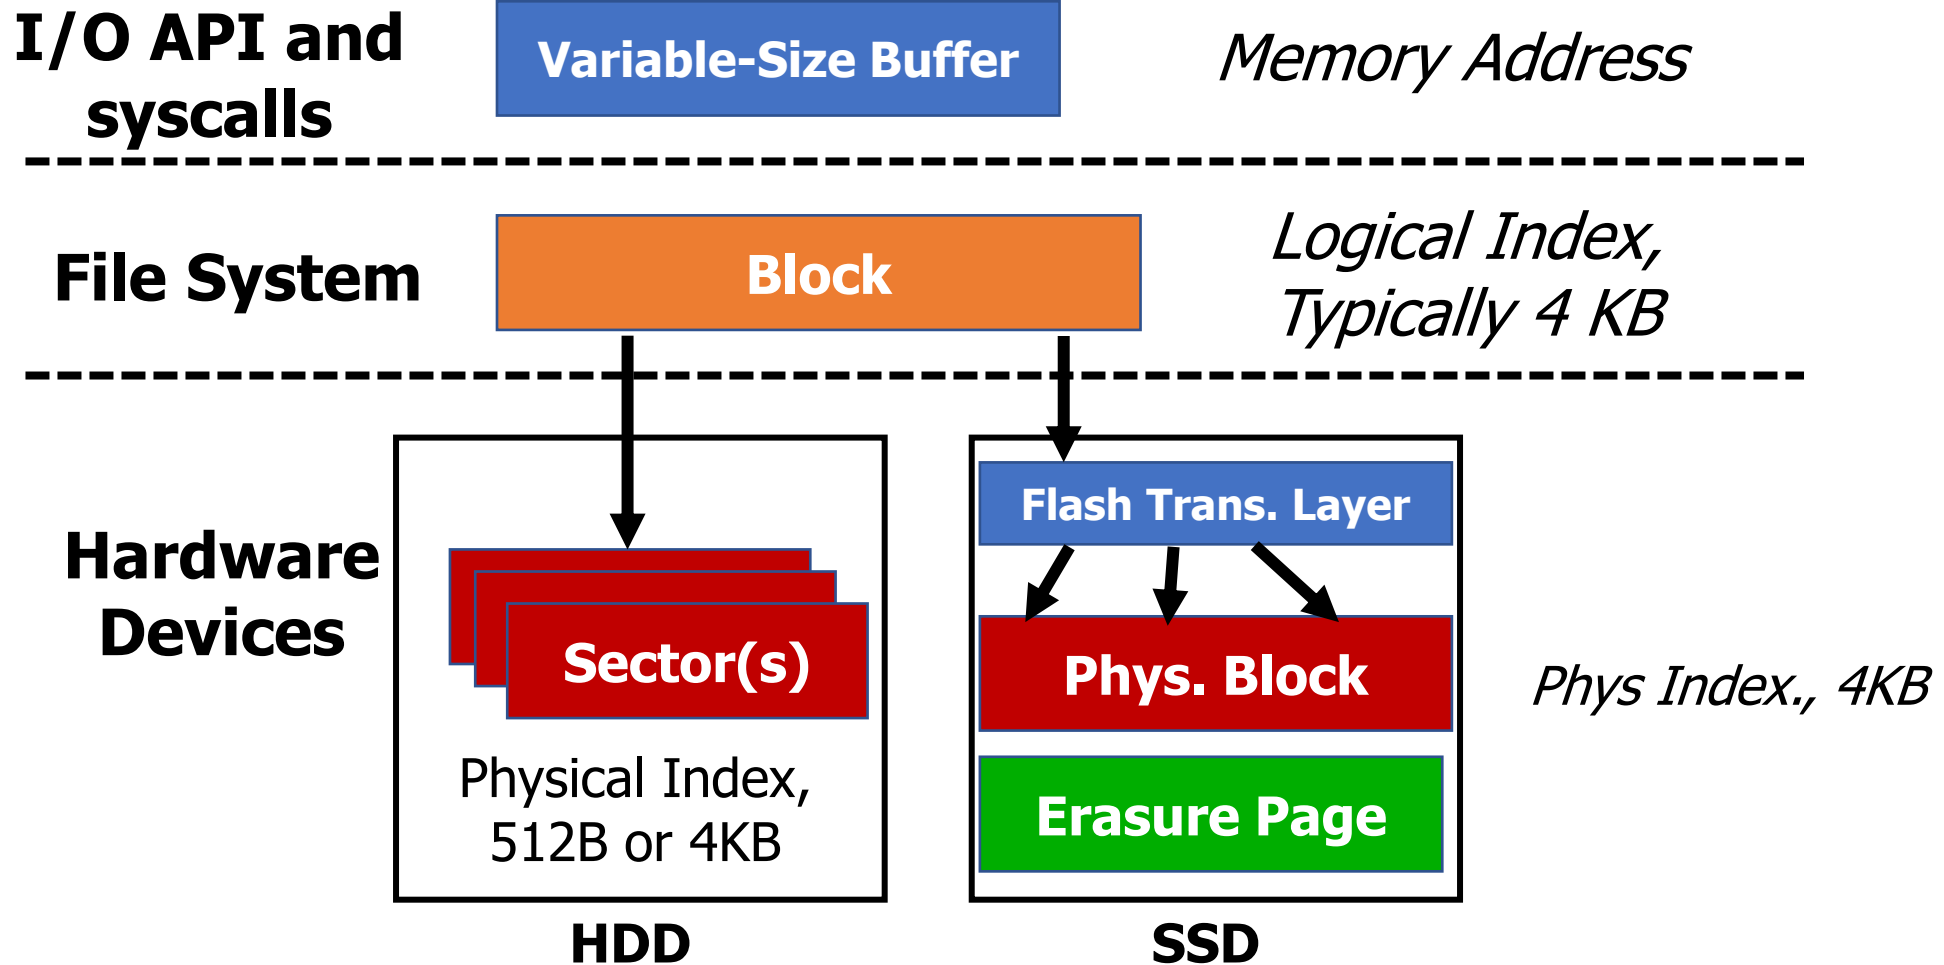 I/O API and
syscalls
Variable-Size Buffer
Memory Address
File System
Block
Logical Index,
Typically 4 KB
Hardware
Devices
Sector(s)
Physical Index,
512B or 4KB
HDD
Flash Trans. Layer
Phys. Block
Erasure Page
SSD
Phys Index., 4KB